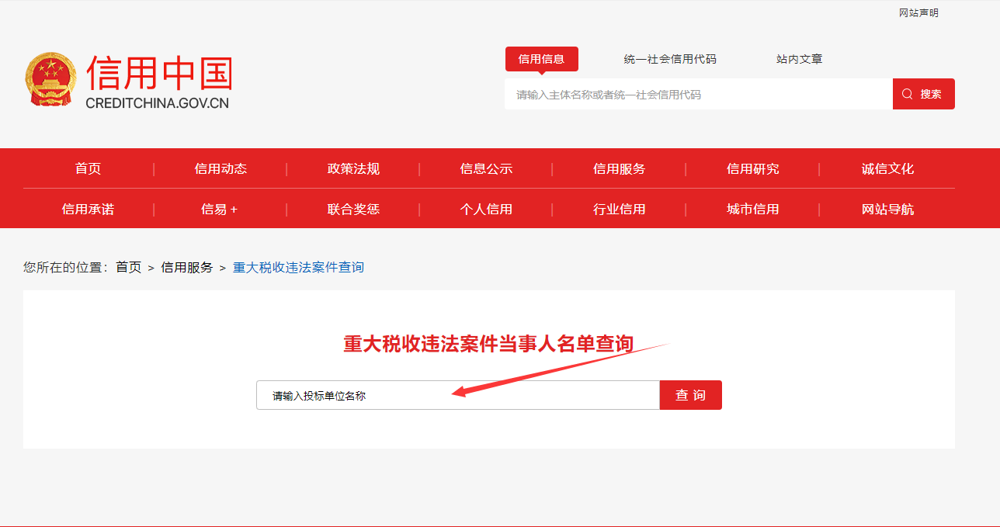 网站声明
信用中国
CREDITCHINA.GOV.CN
信用信息 统一社会信用代码 站内文章
请输入主体名称或者统一社会信用代码 搜索
首页 | 信用动态 | 政策法规 | 信息公示 | 信用服务 | 信用研究 | 诚信文化
信用承诺 | 信易+ | 联合奖惩 | 个人信用 | 行业信用 | 城市信用 | 网站导航
您所在的位置：首页 > 信用服务 > 重大税收违法案件查询
重大税收违法案件当事人名单查询
请输入投标单位名称 查 询